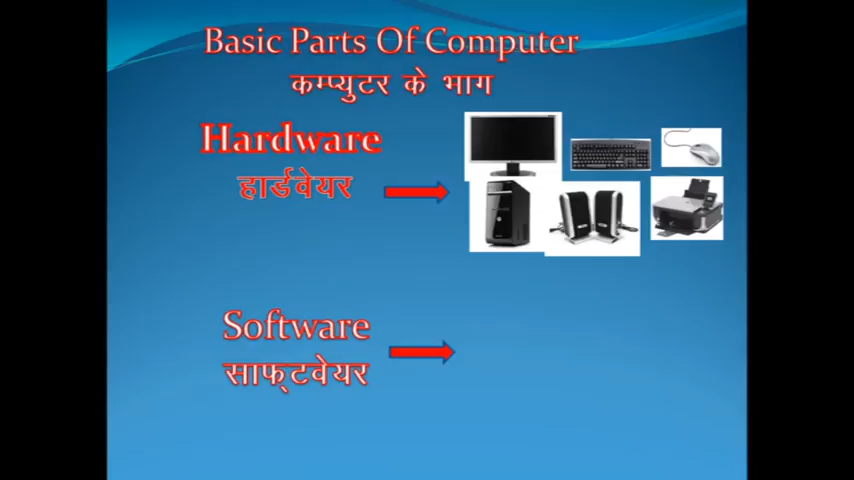 Basic Parts Of Computer
कम्प्युटर के भाग
Hardware
हार्डवेयर
Software
साफ्टवेयर